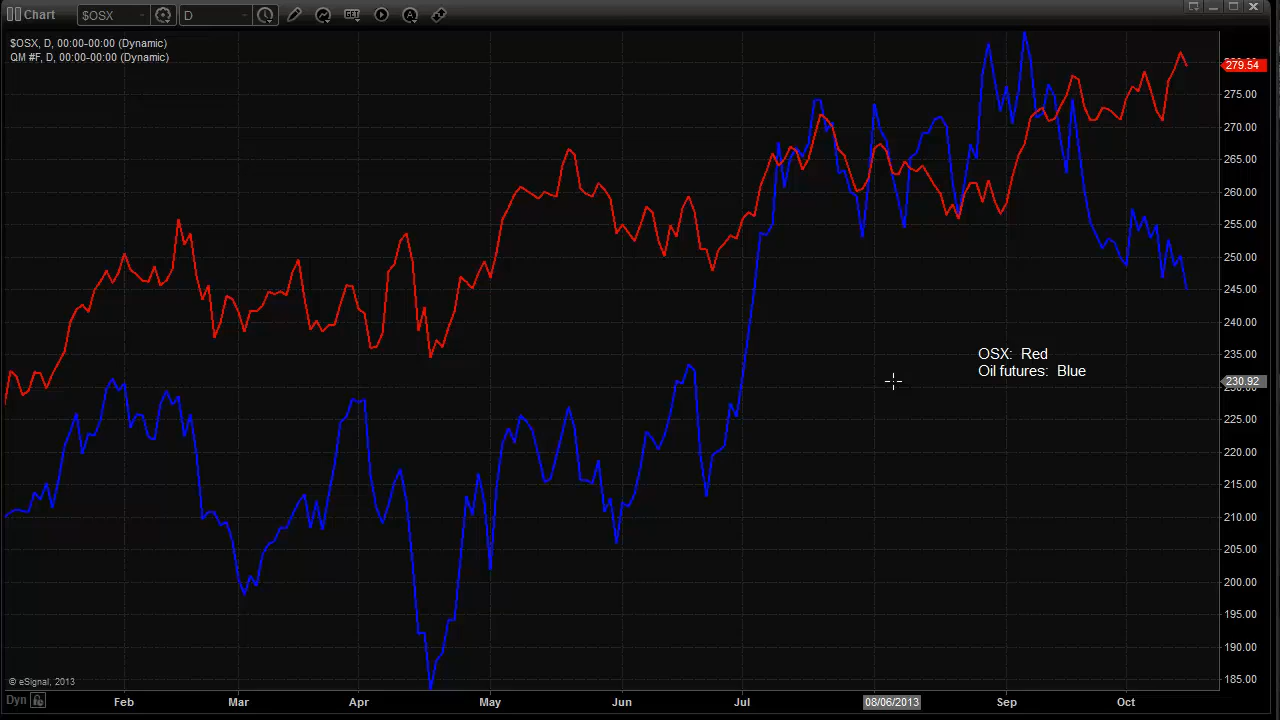 Chart
$OSX
D
GET
A
$OSX, D, 00:00-00:00 (Dynamic)
QM #F, D, 00:00-00:00 (Dynamic)
279.54
275.00
270.00
265.00
260.00
255.00
250.00
245.00
240.00
235.00
OSX:  Red
Oil futures:  Blue
230.92
225.00
220.00
215.00
210.00
205.00
200.00
195.00
190.00
185.00
© eSignal, 2013
Dyn
Feb
Mar
Apr
May
Jun
Jul
08/06/2013
Sep
Oct